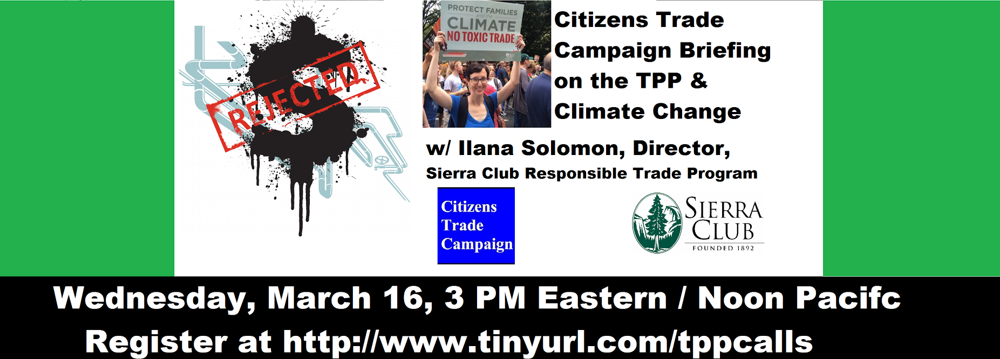 REJECTED
PROTECT FAMILIES
and the
CLIMATE
NO TOXIC TRADE
Citizens Trade
Campaign Briefing
on the TPP &
Climate Change
w/ Ilana Solomon, Director,
Sierra Club Responsible Trade Program
Citizens
Trade
Campaign
SIERRA
CLUB
FOUNDED 1892
Wednesday, March 16, 3 PM Eastern / Noon Pacifc
Register at http://www.tinyurl.com/tppcalls